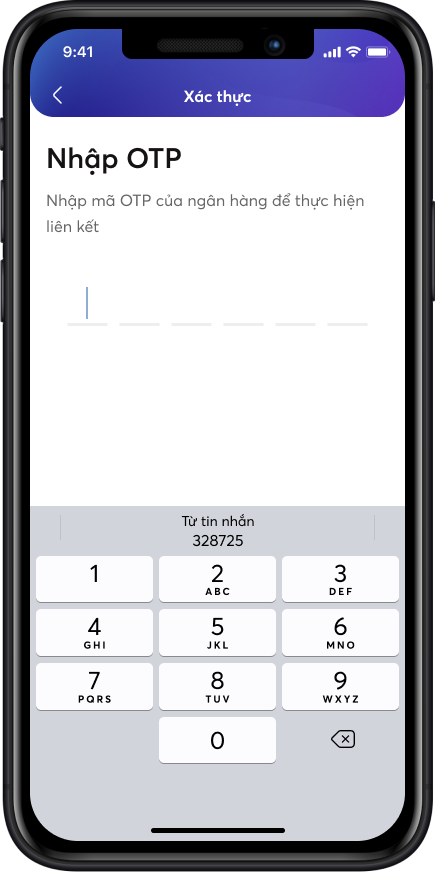 9:41
Xác thực
Nhập OTP
Nhập mã OTP của ngân hàng để thực hiện
liên kết
Từ tin nhắn
328725
1 2 3
ABC DEF
4 5 6
GHI JKL MNO
7 8 9
PQRS TUV WXYZ
0